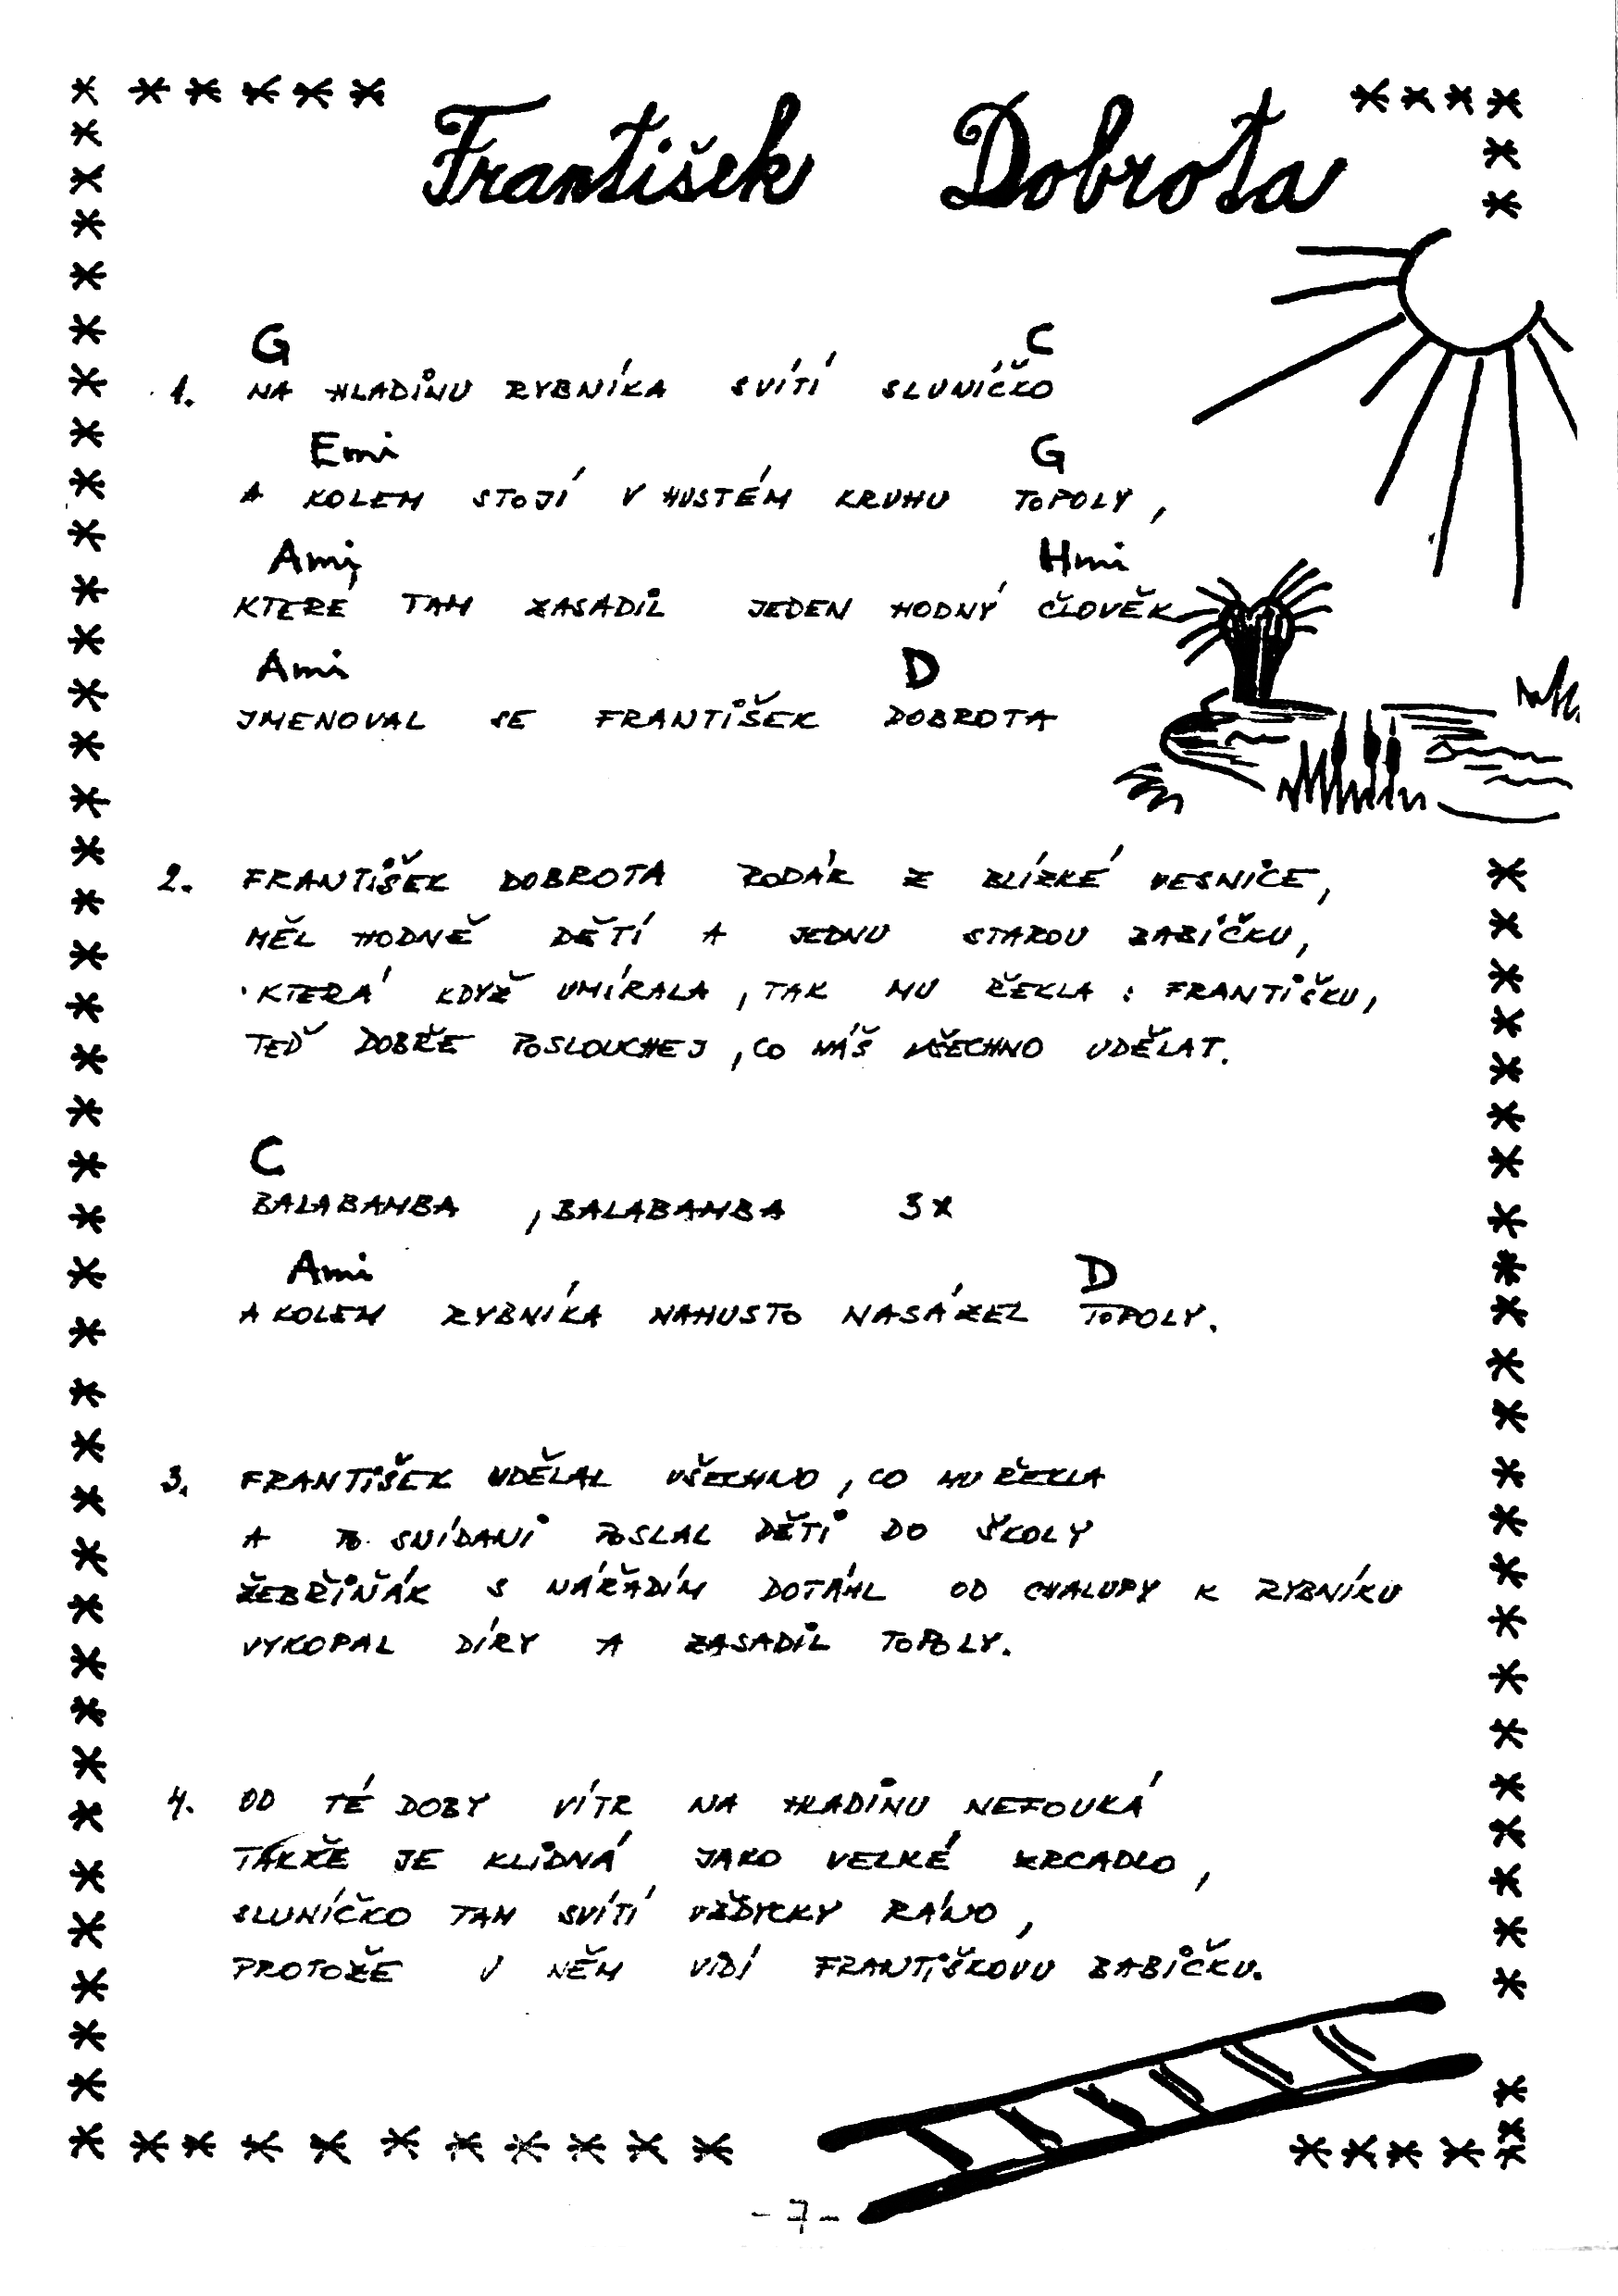 František Dobrota
G C
1. NA HLADINU RYBNÍKA SVÍTÍ SLUNÍČKO
Emi G
A KOLEM STOJÍ V HUSTÉM KRUHU TOPOLY,
Ami Hmi
KTERÉ TAM ZASADIL JEDEN HODNÝ ČLOVĚK
Ami D
JMENOVAL SE FRANTIŠEK DOBROTA
2. FRANTIŠEK DOBROTA RODÁK Z BLÍZKÉ VESNICE,
MĚL HODNĚ DĚTÍ A JEDNU STAROU BABIČKU,
KTERÁ KDYŽ UMÍRALA, TAK MU ŘEKLA: FRANTIŠKU,
TEĎ DOBŘE POSLOUCHEJ, CO MÁŠ VŠECHNO UDĚLAT.
C
BALABAMBA, BALABAMBA 3x
Ami D
A KOLEM RYBNÍKA NAHUSTO NASÁZEL TOPOLY.
3. FRANTIŠEK UDĚLAL VŠECHNO, CO MU ŘEKLA
A PO SNÍDANI POSLAL DĚTI DO ŠKOLY
ŽEBŘIŇÁK S NÁŘADÍM DOTÁHL OD CHALUPY K RYBNÍKU
VYKOPAL DÍRY A ZASADIL TOPOLY.
4. OD TÉ DOBY VÍTR NA HLADINU NEFOUKÁ
TAKŽE JE KLIDNÁ JAKO VELKÉ ZRCADLO,
SLUNÍČKO TAM SVÍTÍ VŽDYCKY RÁNO,
PROTOŽE V NĚM VIDÍ FRANTIŠKOVU BABIČKU.
- 7 -